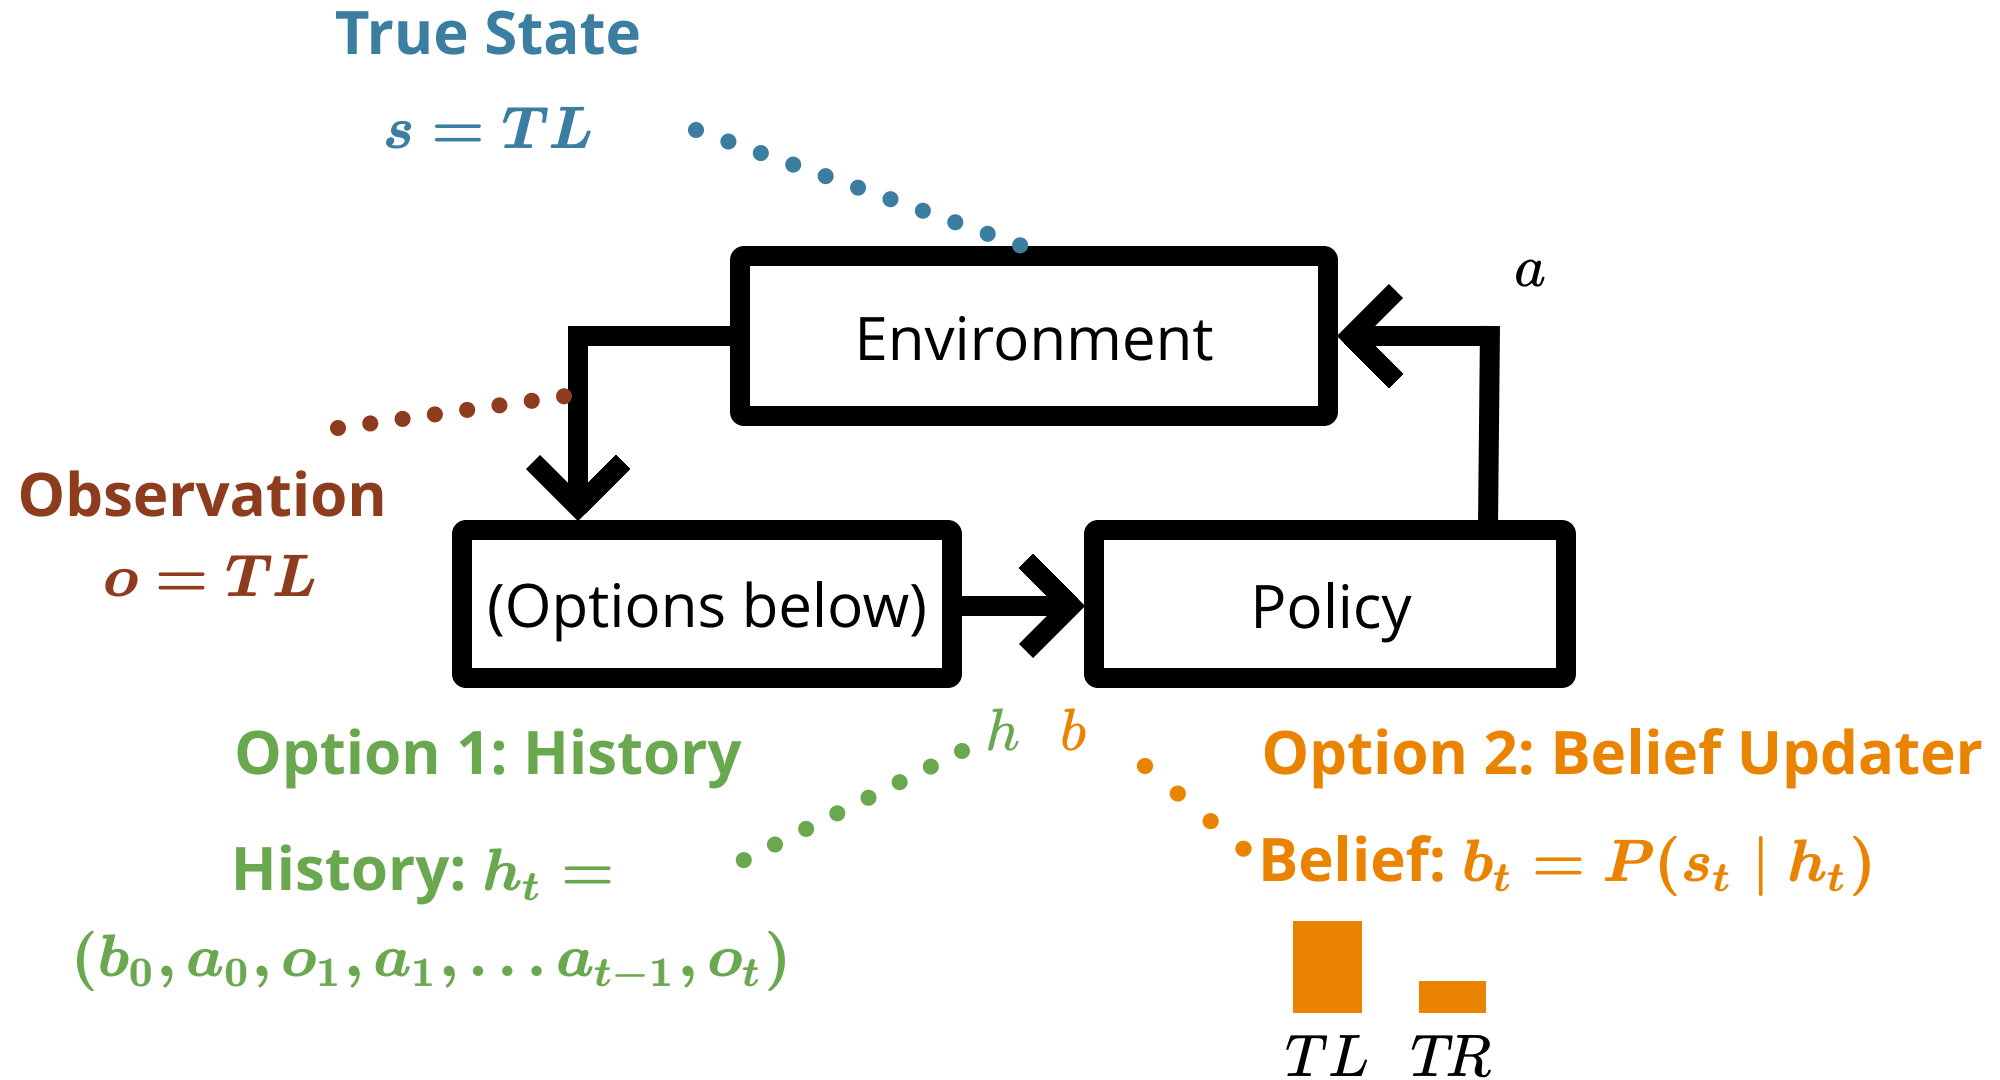 True State
s = TL
a
Environment
Observation
o = TL
(Options below)
Policy
h
b
Option 1: History
Option 2: Belief Updater
History: h_t =
(b_0, a_0, o_1, a_1, ... a_{t-1}, o_t)
Belief: b_t = P(s_t | h_t)
TL
TR